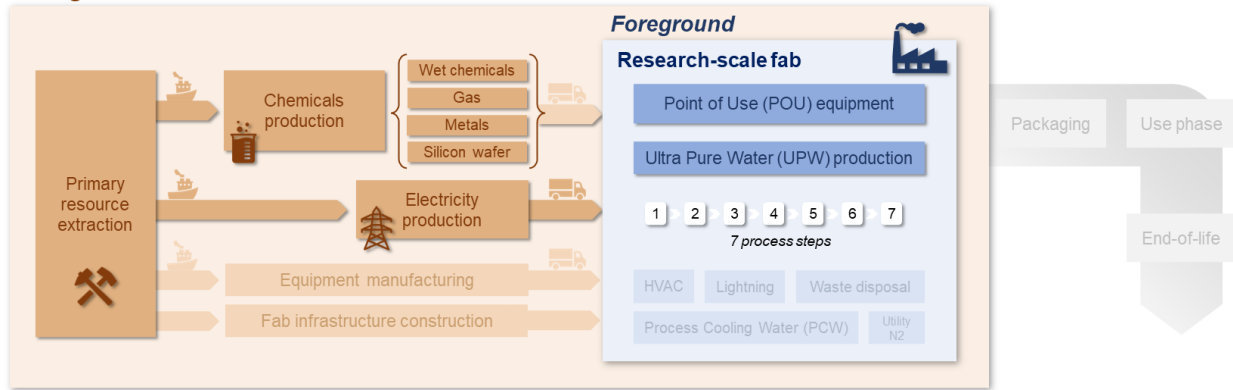 Foreground
Research-scale fab
Wet chemicals
Gas
Metals
Silicon wafer
Chemicals
production
Point of Use (POU) equipment
Packaging
Use phase
Ultra Pure Water (UPW) production
Primary
resource
extraction
Electricity
production
1 2 3 4 5 6 7
7 process steps
End-of-life
Equipment manufacturing
HVAC
Lightning
Waste disposal
Fab infrastructure construction
Process Cooling Water (PCW)
Utility
N2